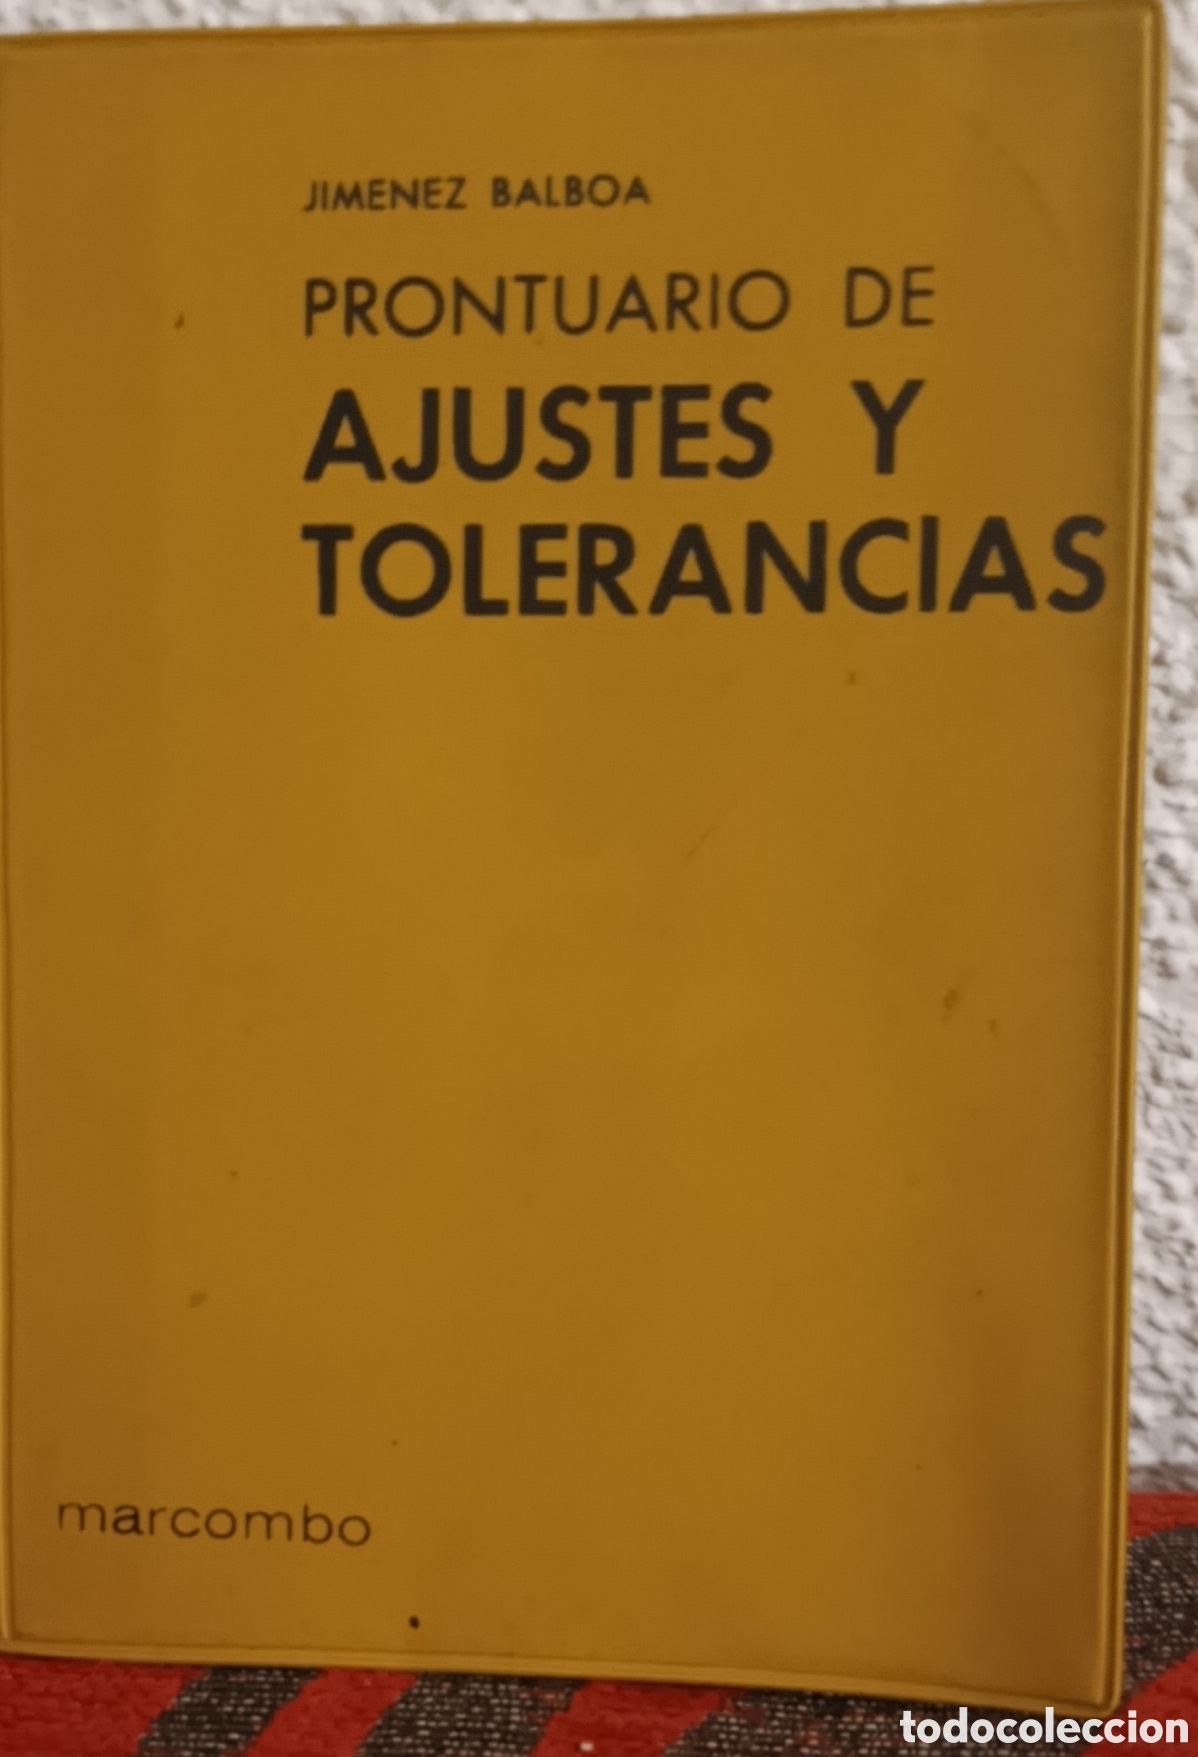 JIMENEZ BALBOA
PRONTUARIO DE
AJUSTES Y
TOLERANCIAS
marcombo
todocoleccion